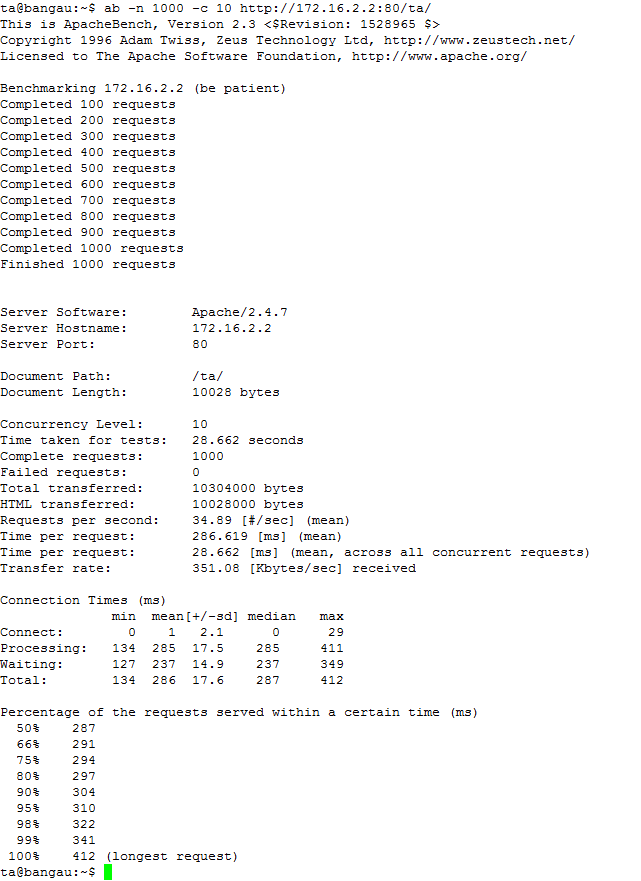 ta@bangau:~$ ab -n 1000 -c 10 http://172.16.2.2:80/ta/
This is ApacheBench, Version 2.3 <$Revision: 1528965 $>
Copyright 1996 Adam Twiss, Zeus Technology Ltd, http://www.zeustech.net/
Licensed to The Apache Software Foundation, http://www.apache.org/

Benchmarking 172.16.2.2 (be patient)
Completed 100 requests
Completed 200 requests
Completed 300 requests
Completed 400 requests
Completed 500 requests
Completed 600 requests
Completed 700 requests
Completed 800 requests
Completed 900 requests
Completed 1000 requests
Finished 1000 requests


Server Software:        Apache/2.4.7
Server Hostname:        172.16.2.2
Server Port:            80

Document Path:          /ta/
Document Length:        10028 bytes

Concurrency Level:      10
Time taken for tests:   28.662 seconds
Complete requests:      1000
Failed requests:        0
Total transferred:      10304000 bytes
HTML transferred:       10028000 bytes
Requests per second:    34.89 [#/sec] (mean)
Time per request:       286.619 [ms] (mean)
Time per request:       28.662 [ms] (mean, across all concurrent requests)
Transfer rate:          351.08 [Kbytes/sec] received

Connection Times (ms)
              min  mean[+/-sd] median   max
Connect:        0    1   2.1      0      29
Processing:   134  285  17.5    285     411
Waiting:      127  237  14.9    237     349
Total:        134  286  17.6    287     412

Percentage of the requests served within a certain time (ms)
  50%    287
  66%    291
  75%    294
  80%    297
  90%    304
  95%    310
  98%    322
  99%    341
 100%    412 (longest request)
ta@bangau:~$